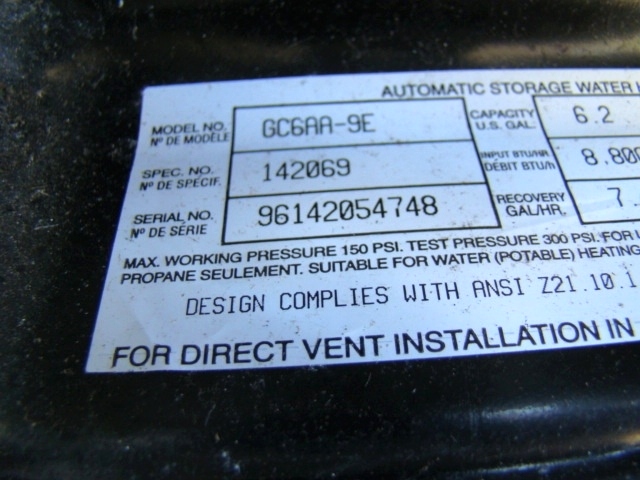 AUTOMATIC STORAGE WATER
MODEL NO. GC6AA-9E CAPACITY 6.2
Nº DE MODÈLE U.S. GAL.
SPEC. NO. 142069 INPUT BTU/HR. 8.800
Nº DE SPÉCIF. DÉBIT BTU/h
SERIAL NO. 96142054748 RECOVERY 7.
Nº DE SÉRIE GAL/HR.
MAX. WORKING PRESSURE 150 PSI. TEST PRESSURE 300 PSI. FOR
PROPANE SEULEMENT. SUITABLE FOR WATER (POTABLE) HEATING
DESIGN COMPLIES WITH ANSI Z21.10.1
FOR DIRECT VENT INSTALLATION IN